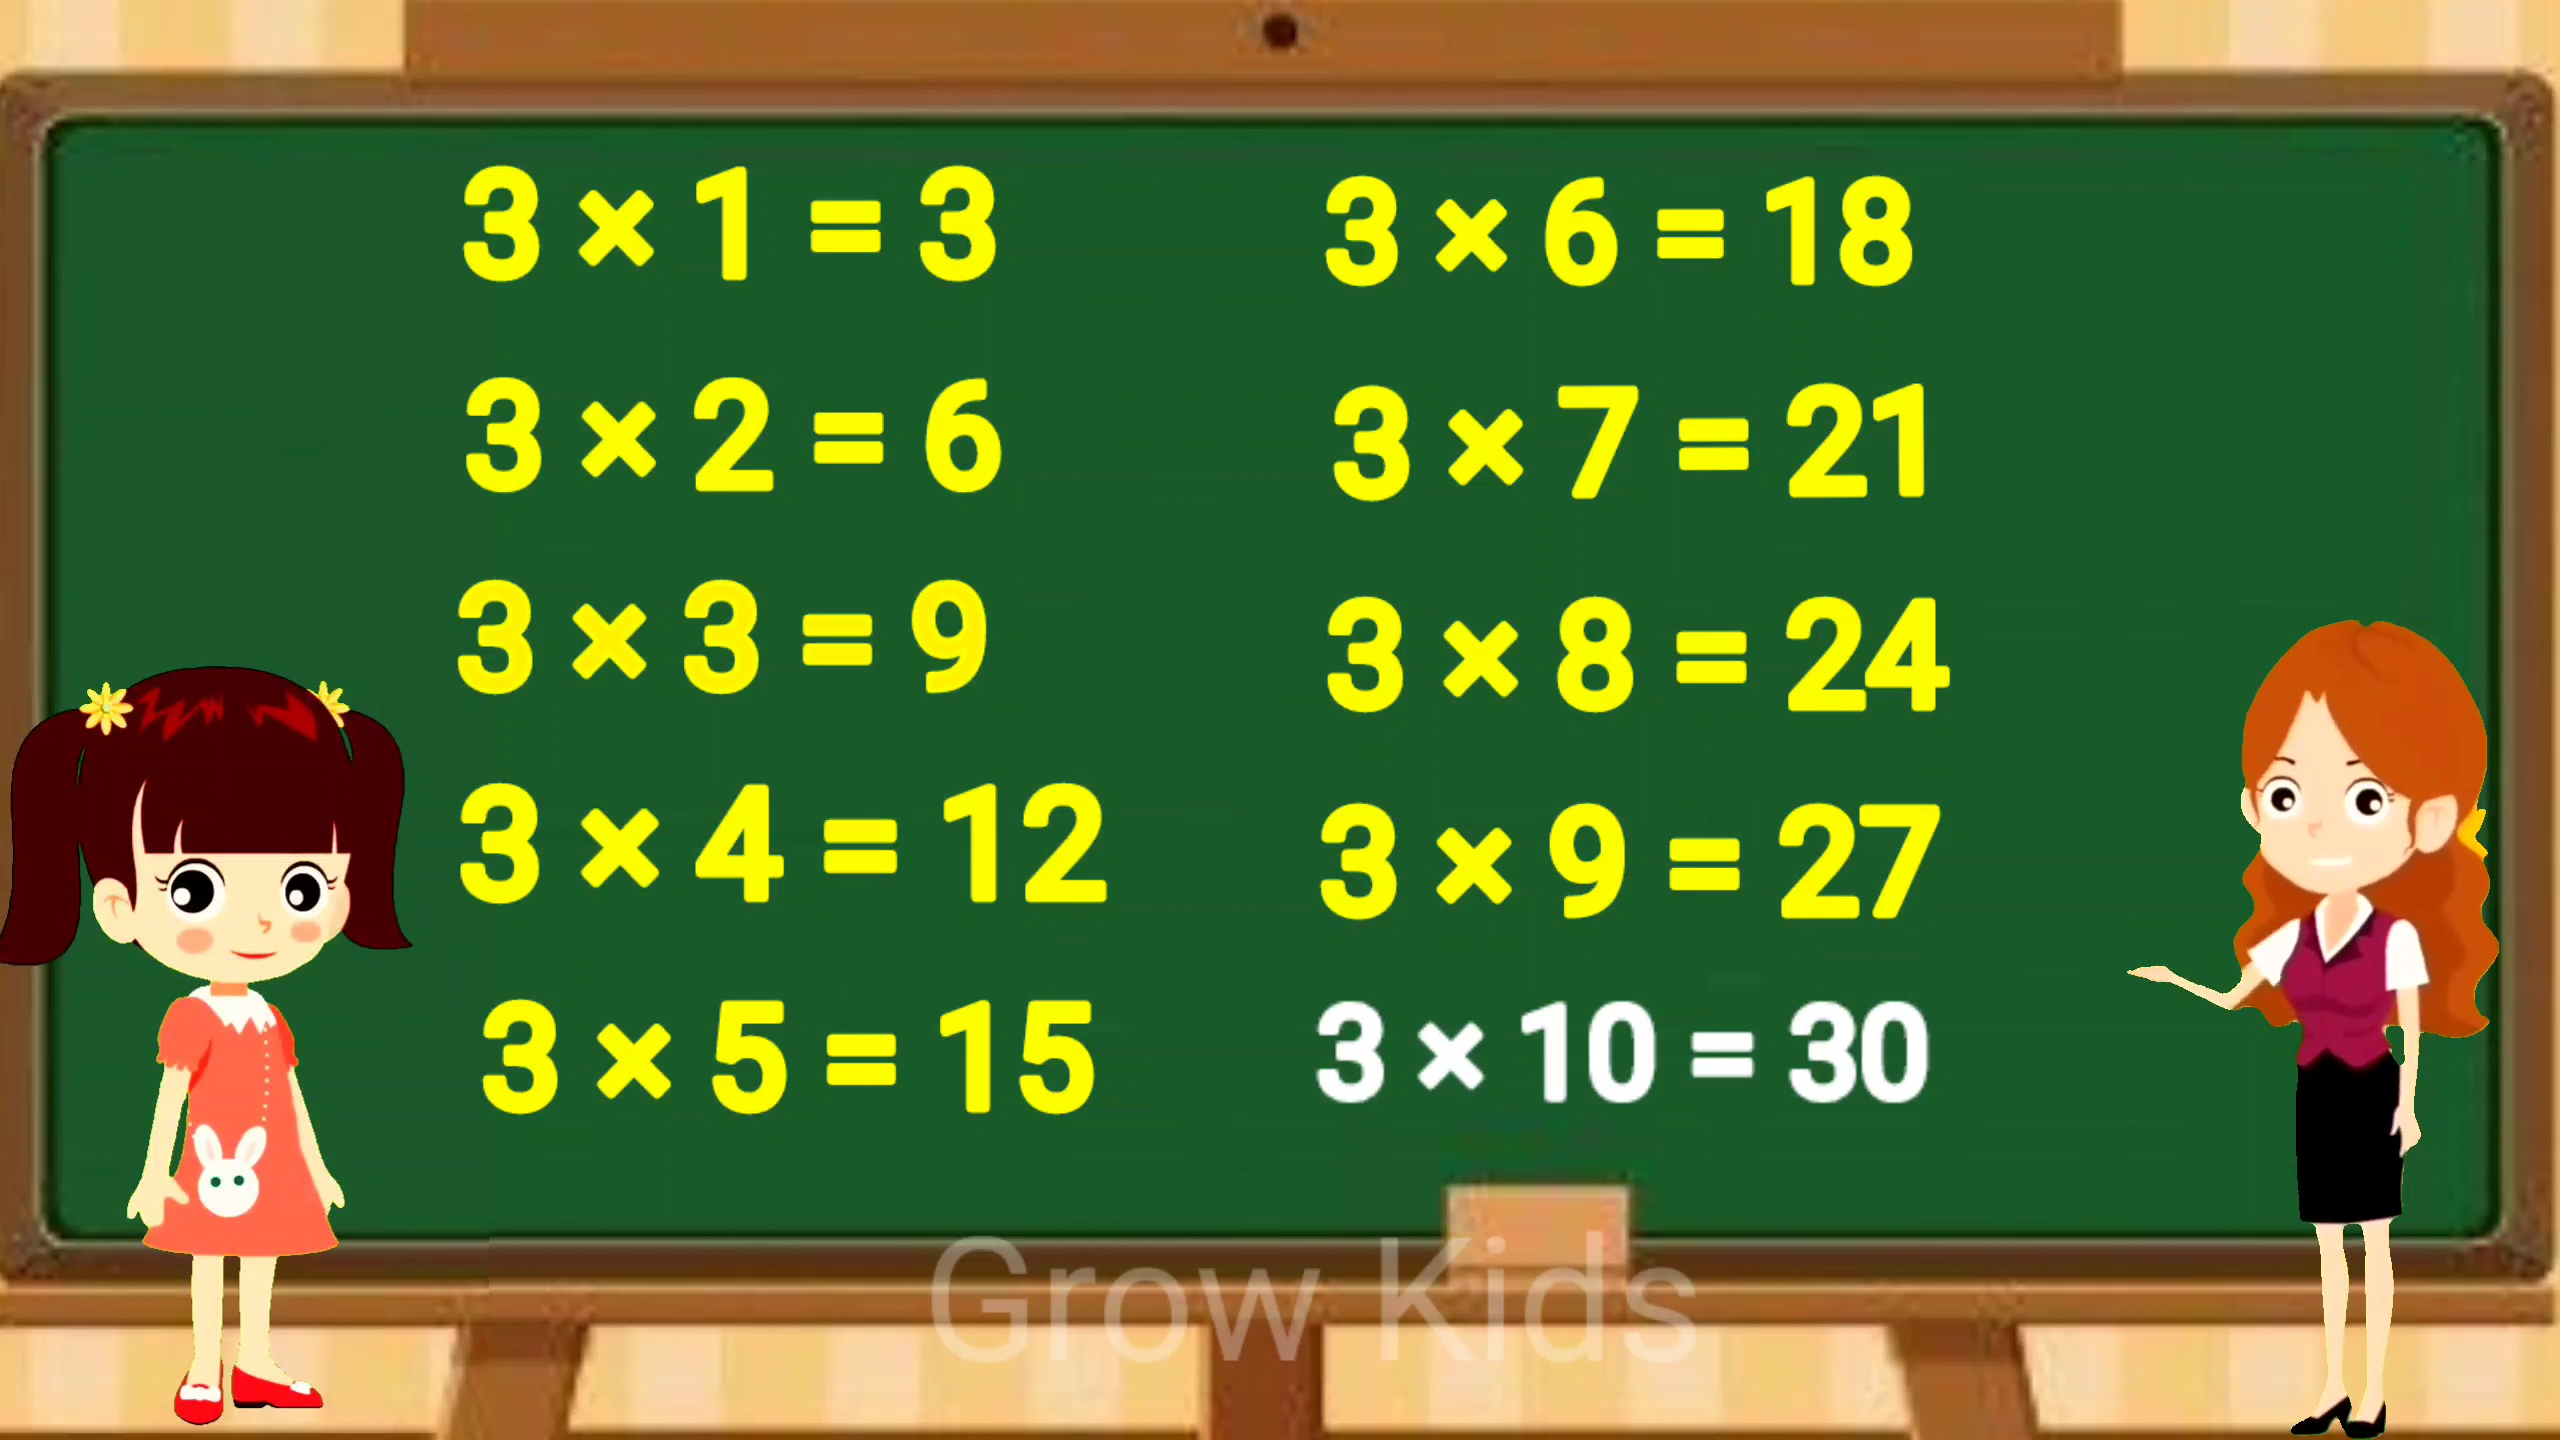 3 × 1 = 3
3 × 2 = 6
3 × 3 = 9
3 × 4 = 12
3 × 5 = 15
3 × 6 = 18
3 × 7 = 21
3 × 8 = 24
3 × 9 = 27
3 × 10 = 30
Grow Kids